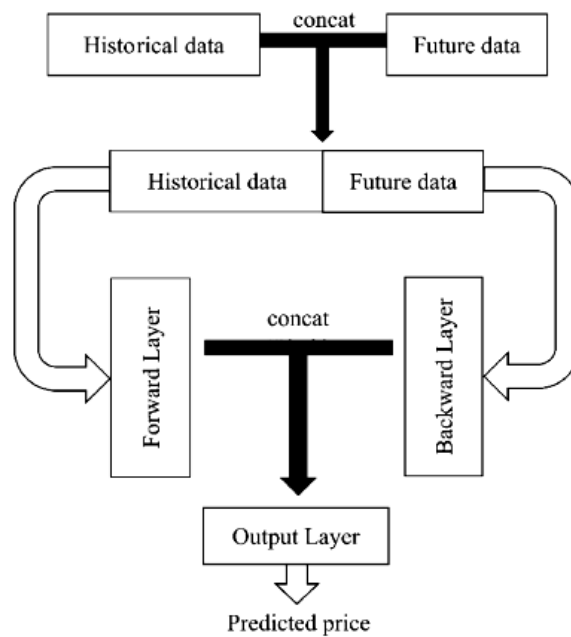 concat
Historical data
Future data
Historical data
Future data
concat
Forward Layer
Backward Layer
Output Layer
Predicted price